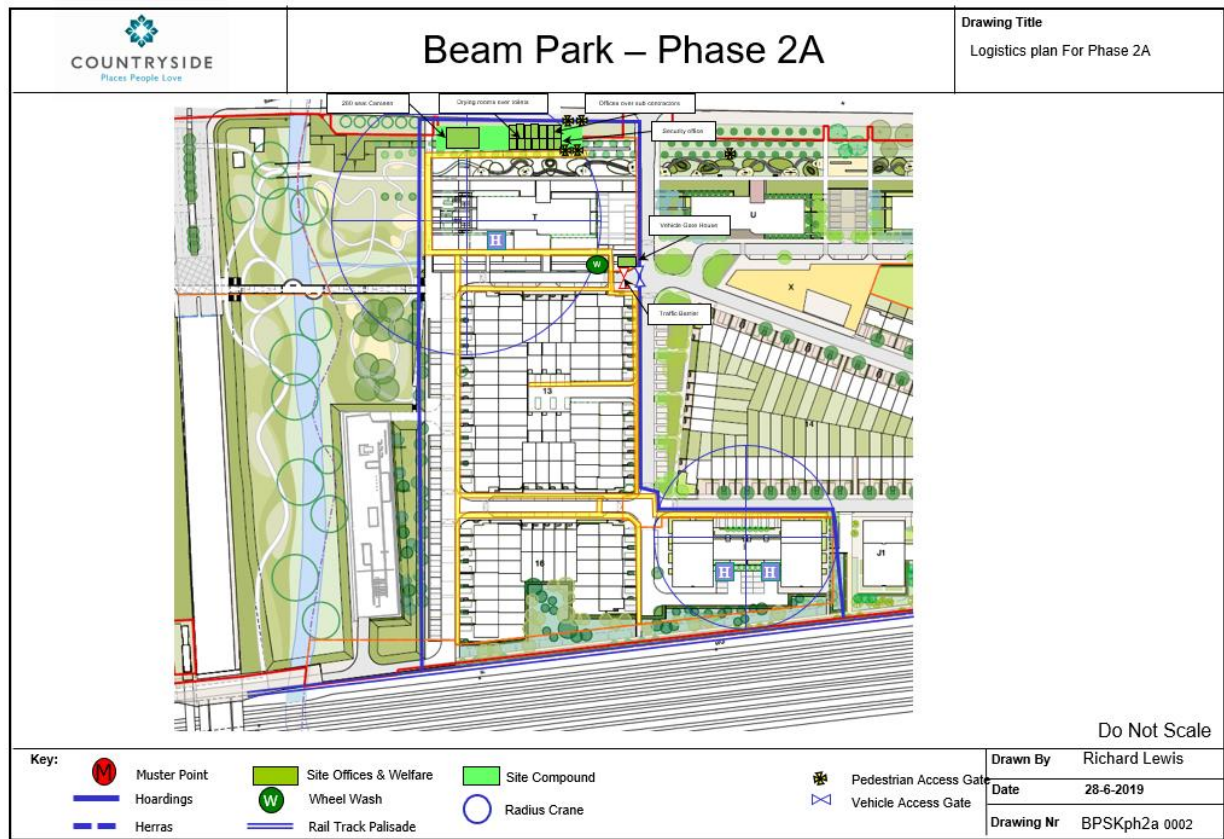 COUNTRYSIDE
Places People Love
Beam Park – Phase 2A
Drawing Title
Logistics plan For Phase 2A
Drying rooms over toilets
Offices over sub contractors
Security office
Vehicle Gate House
Traffic Barrier
T
U
H
W
X
13
14
16
J1
H
H
Do Not Scale
Key:
M
Muster Point
Site Offices & Welfare
Site Compound
Pedestrian Access Gate
Hoardings
W
Wheel Wash
Radius Crane
Vehicle Access Gate
Herras
Rail Track Palisade
Drawn By
Richard Lewis
Date
28-6-2019
Drawing Nr
BPSKph2a 0002